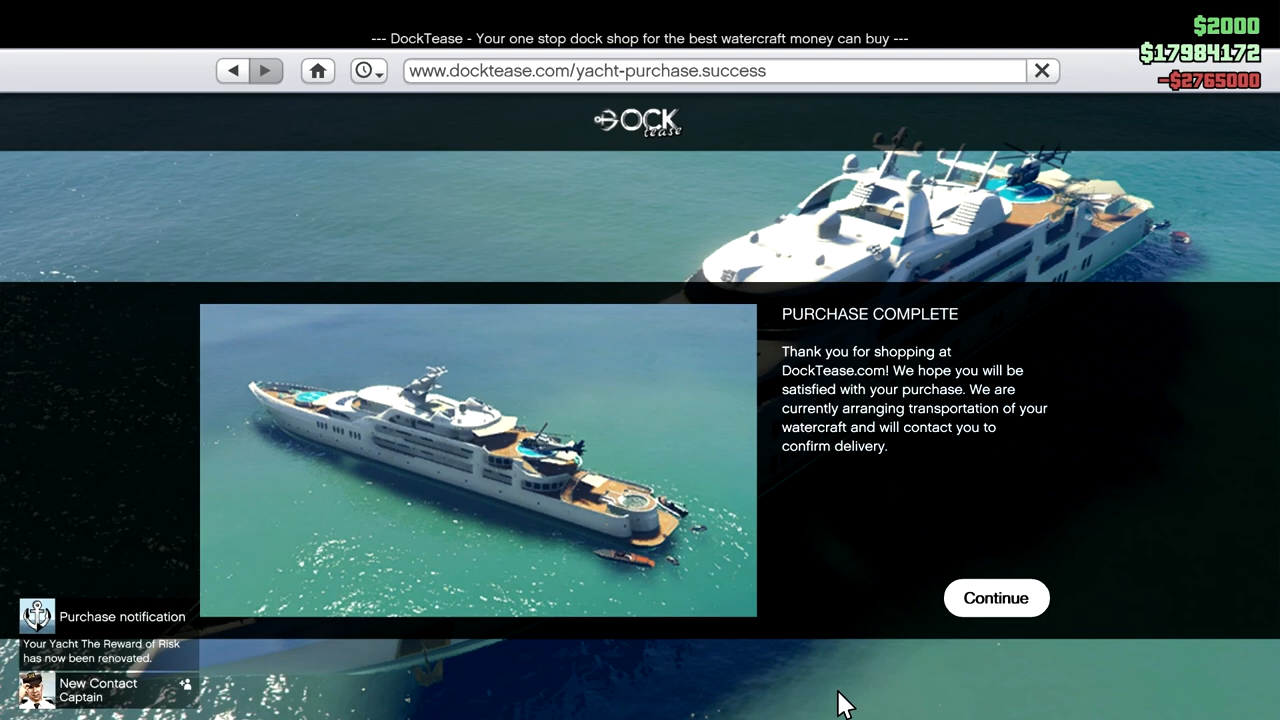 --- DockTease - Your one stop dock shop for the best watercraft money can buy ---
$2000
$17984172
-$2765000
www.docktease.com/yacht-purchase.success
DOCK
tease
PURCHASE COMPLETE
Thank you for shopping at
DockTease.com! We hope you will be
satisfied with your purchase. We are
currently arranging transportation of your
watercraft and will contact you to
confirm delivery.
Continue
Purchase notification
Your Yacht The Reward of Risk
has now been renovated.
New Contact
Captain